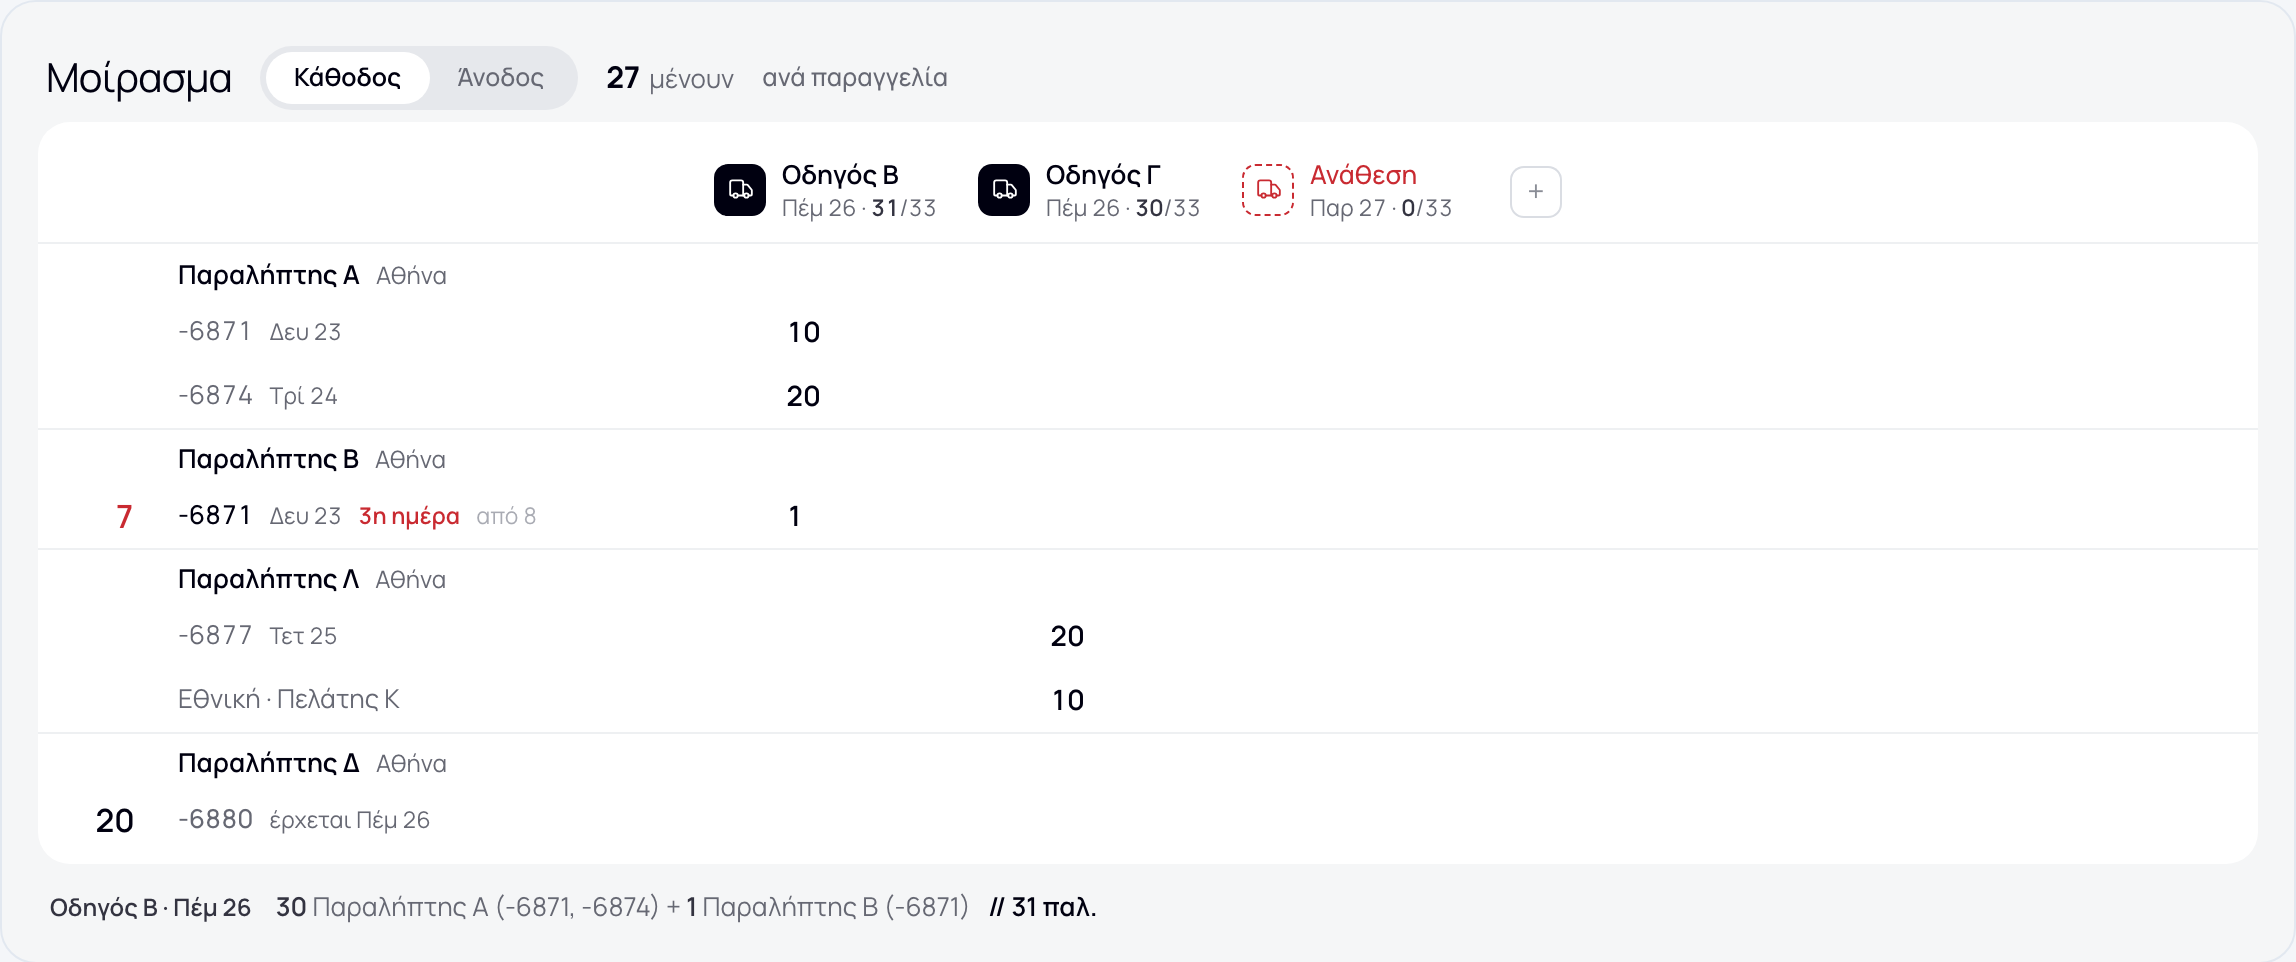 Μοίρασμα Κάθοδος Άνοδος 27 μένουν ανά παραγγελία
Οδηγός Β Οδηγός Γ Ανάθεση
Πέμ 26 · 31/33 Πέμ 26 · 30/33 Παρ 27 · 0/33 +
Παραλήπτης Α Αθήνα
-6871 Δευ 23 10
-6874 Τρί 24 20
Παραλήπτης Β Αθήνα
7 -6871 Δευ 23 3η ημέρα από 8 1
Παραλήπτης Λ Αθήνα
-6877 Τετ 25 20
Εθνική · Πελάτης Κ 10
Παραλήπτης Δ Αθήνα
20 -6880 έρχεται Πέμ 26
Οδηγός Β · Πέμ 26 30 Παραλήπτης Α (-6871, -6874) + 1 Παραλήπτης Β (-6871) // 31 παλ.